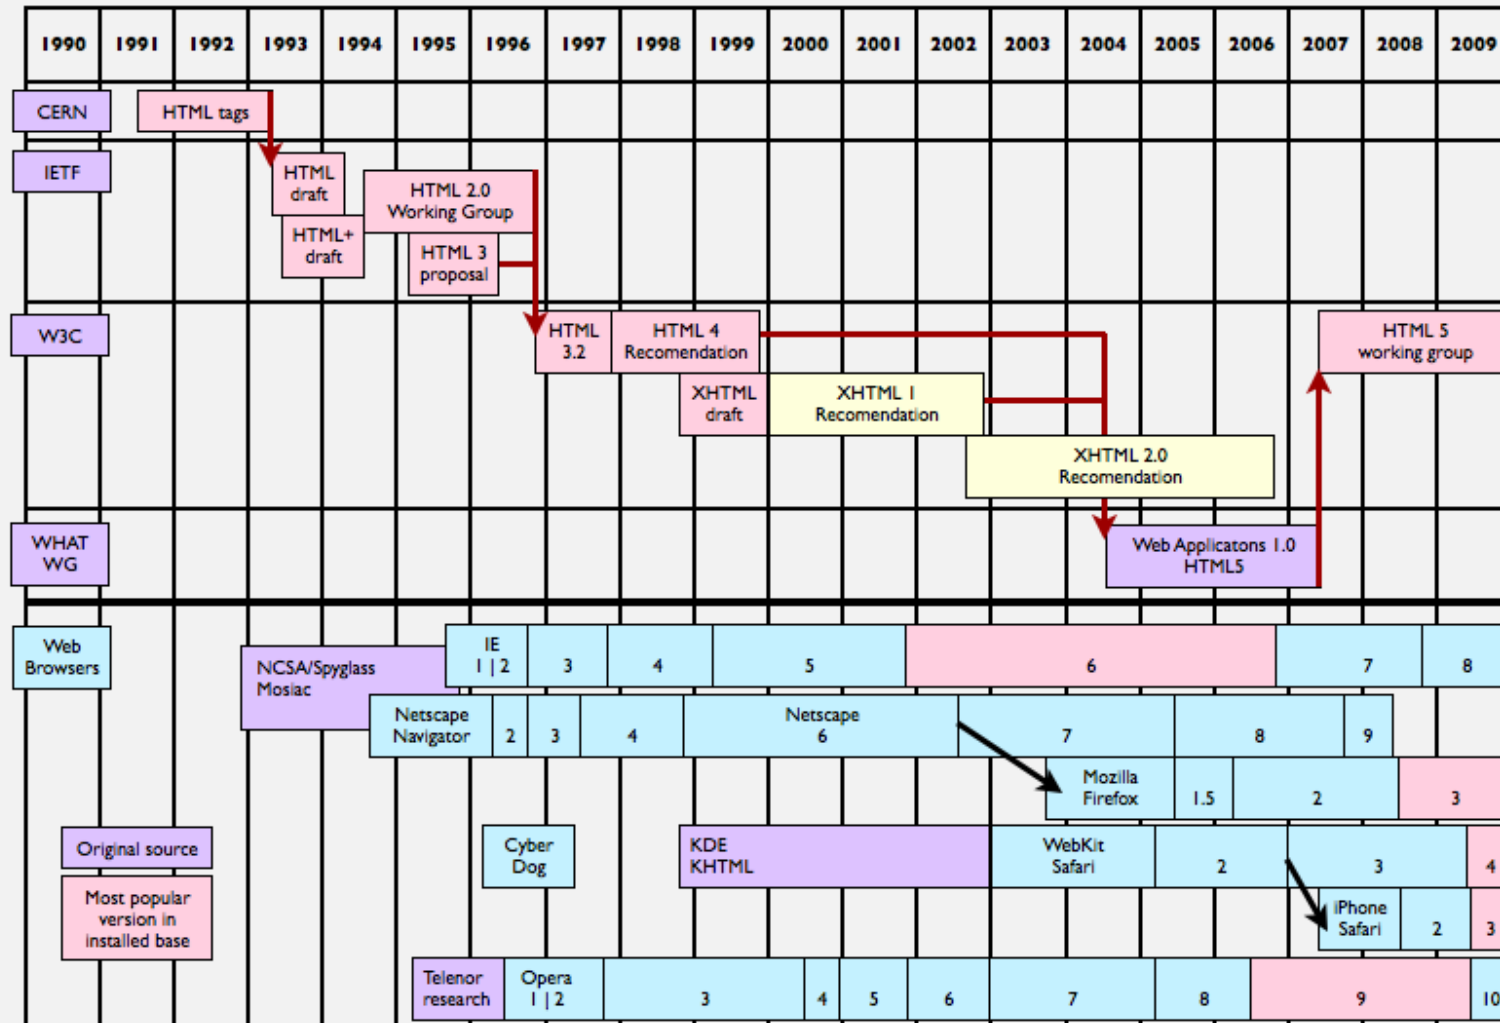 1990 1991 1992 1993 1994 1995 1996 1997 1998 1999 2000 2001 2002 2003 2004 2005 2006 2007 2008 2009
CERN
HTML tags
IETF
HTML
draft
HTML+
draft
HTML 2.0
Working Group
HTML 3
proposal
W3C
HTML
3.2
HTML 4
Recomendation
HTML 5
working group
XHTML
draft
XHTML 1
Recomendation
XHTML 2.0
Recomendation
WHAT
WG
Web Applicatons 1.0
HTML5
Web
Browsers
NCSA/Spyglass
Mosiac
IE
1 | 2
3
4
5
6
7
8
Netscape
Navigator
2
3
4
Netscape
6
7
8
9
Mozilla
Firefox
1.5
2
3
Original source
Most popular
version in
installed base
Cyber
Dog
KDE
KHTML
WebKit
Safari
2
3
4
iPhone
Safari
2
3
Telenor
research
Opera
1 | 2
3
4
5
6
7
8
9
10